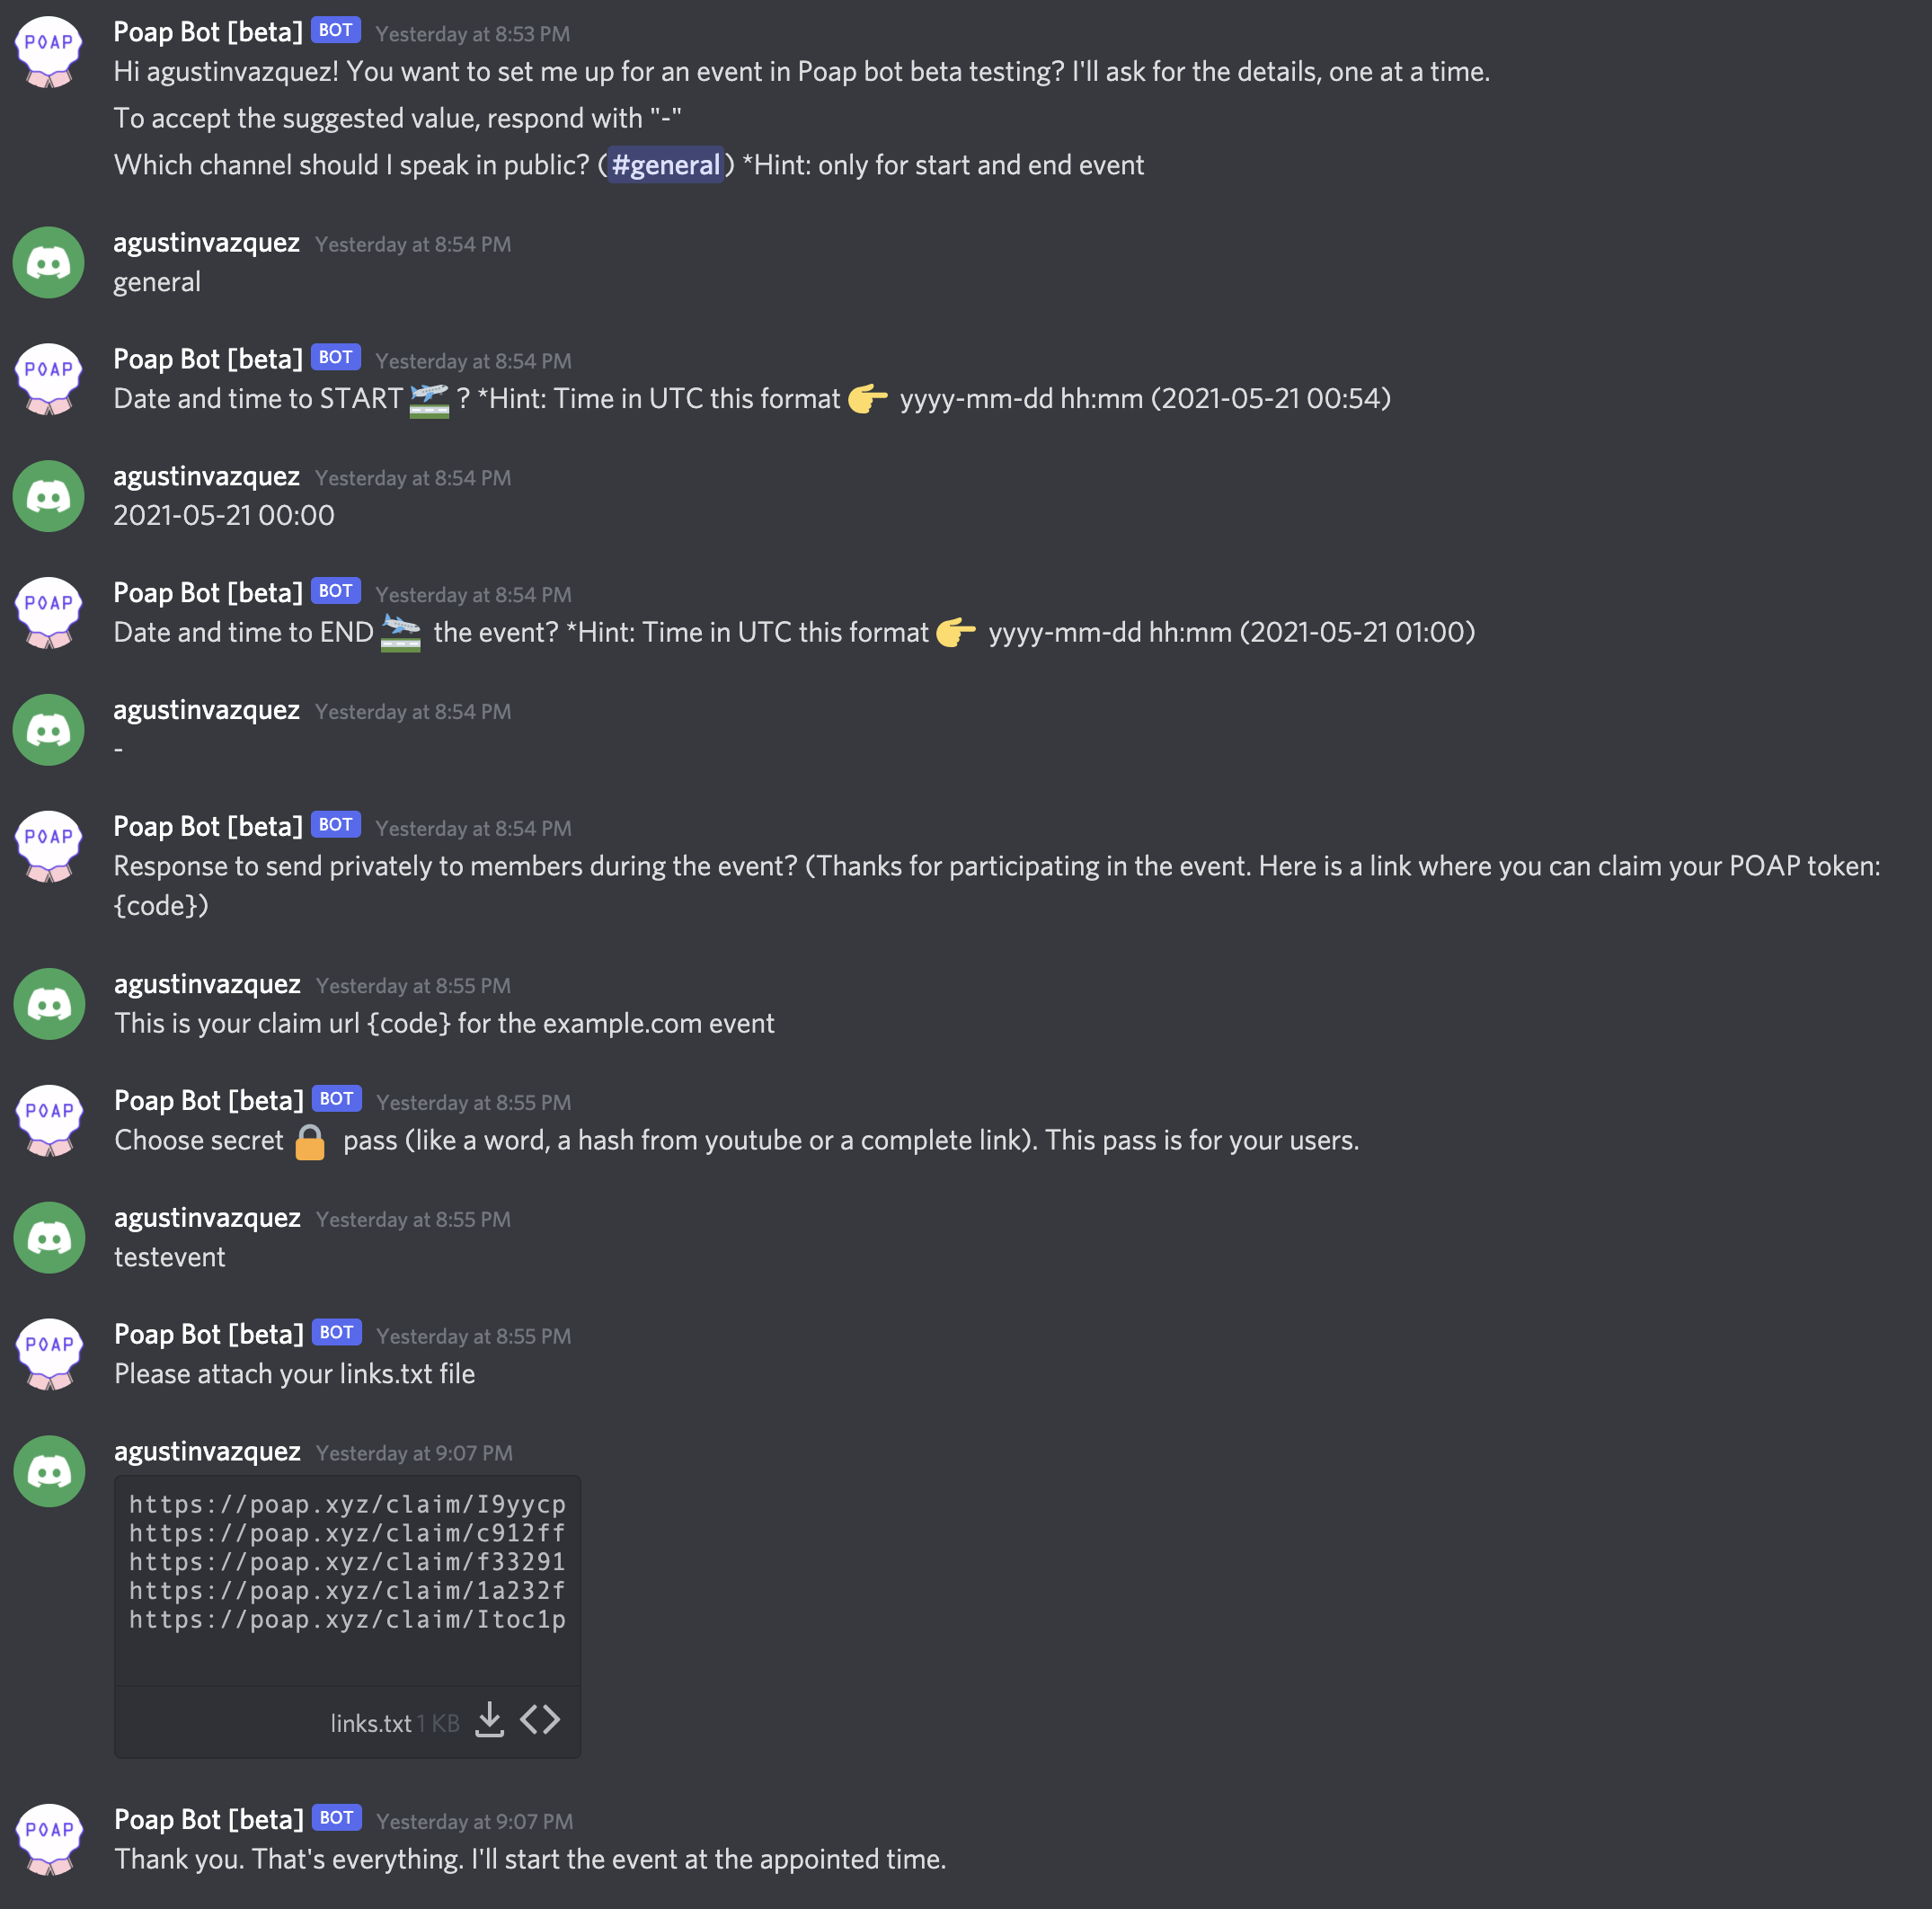 POAP
Poap Bot [beta] BOT Yesterday at 8:53 PM
Hi agustinvazquez! You want to set me up for an event in Poap bot beta testing? I'll ask for the details, one at a time.
To accept the suggested value, respond with "-"
Which channel should I speak in public? (#general) *Hint: only for start and end event
agustinvazquez Yesterday at 8:54 PM
general
POAP
Poap Bot [beta] BOT Yesterday at 8:54 PM
Date and time to START 🛫 ? *Hint: Time in UTC this format 👉 yyyy-mm-dd hh:mm (2021-05-21 00:54)
agustinvazquez Yesterday at 8:54 PM
2021-05-21 00:00
POAP
Poap Bot [beta] BOT Yesterday at 8:54 PM
Date and time to END 🛬 the event? *Hint: Time in UTC this format 👉 yyyy-mm-dd hh:mm (2021-05-21 01:00)
agustinvazquez Yesterday at 8:54 PM
-
POAP
Poap Bot [beta] BOT Yesterday at 8:54 PM
Response to send privately to members during the event? (Thanks for participating in the event. Here is a link where you can claim your POAP token:
{code})
agustinvazquez Yesterday at 8:55 PM
This is your claim url {code} for the example.com event
POAP
Poap Bot [beta] BOT Yesterday at 8:55 PM
Choose secret 🔒 pass (like a word, a hash from youtube or a complete link). This pass is for your users.
agustinvazquez Yesterday at 8:55 PM
testevent
POAP
Poap Bot [beta] BOT Yesterday at 8:55 PM
Please attach your links.txt file
agustinvazquez Yesterday at 9:07 PM
https://poap.xyz/claim/I9yycp
https://poap.xyz/claim/c912ff
https://poap.xyz/claim/f33291
https://poap.xyz/claim/1a232f
https://poap.xyz/claim/Itoc1p
links.txt 1 KB
POAP
Poap Bot [beta] BOT Yesterday at 9:07 PM
Thank you. That's everything. I'll start the event at the appointed time.